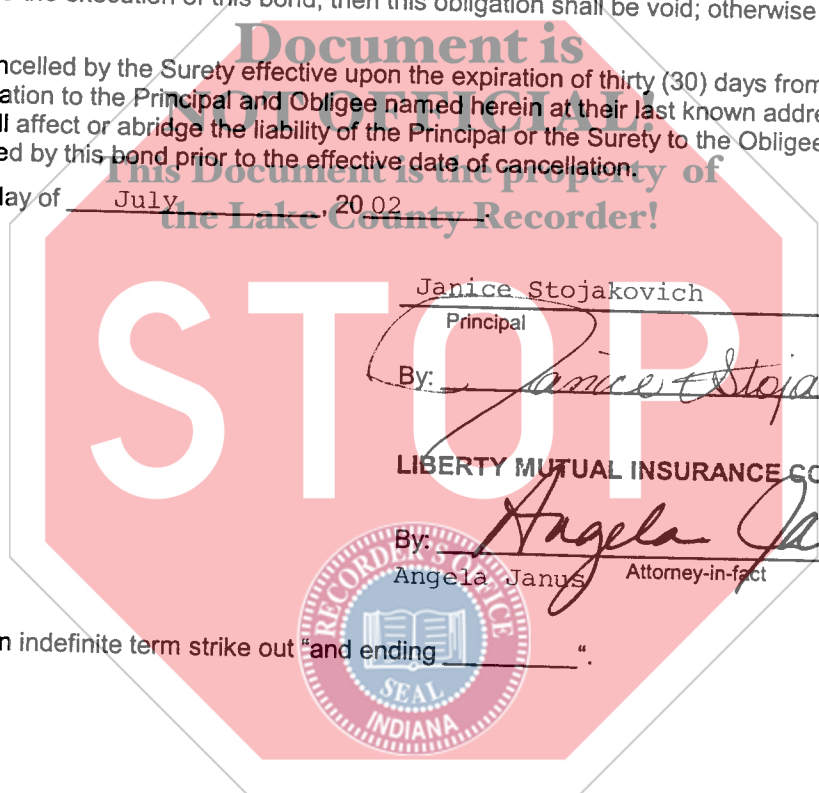 the execution of this bond, then this obligation shall be void; otherwise
Document is
ncelled by the Surety effective upon the expiration of thirty (30) days from
ation to the Principal and Obligee named herein at their last known addre
NOT OFFICIAL!
ll affect or abridge the liability of the Principal or the Surety to the Obligee
ed by this bond prior to the effective date of cancellation.
This Document is the property of
lay of July, 20 02.
the Lake County Recorder!
STOP
Janice Stojakovich
Principal
By: Janice Stoja
LIBERTY MUTUAL INSURANCE CO
By: Angela Ja
Angela Janus Attorney-in-fact
n indefinite term strike out "and ending ".
RECORDER'S OFFICE
SEAL
INDIANA